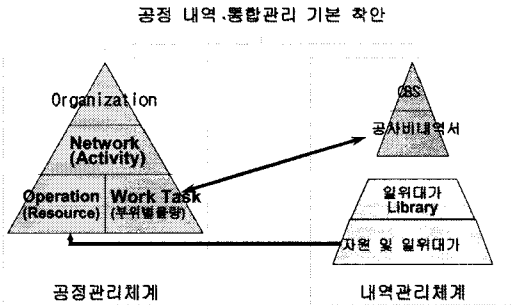 공정 내역.통합관리 기본 착안
Organization
Network
(Activity)
Operation
(Resource)
Work Task
(부위별물량)
CBS
공사비내역서
일위대가
Library
자원 및 일위대가
공정관리체계
내역관리체계